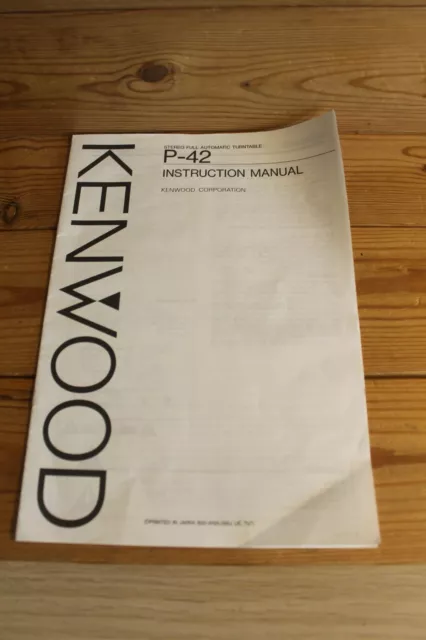 KENWOOD
STEREO FULL AUTOMATIC TURNTABLE
P-42
INSTRUCTION MANUAL
KENWOOD CORPORATION
PRINTED IN JAPAN